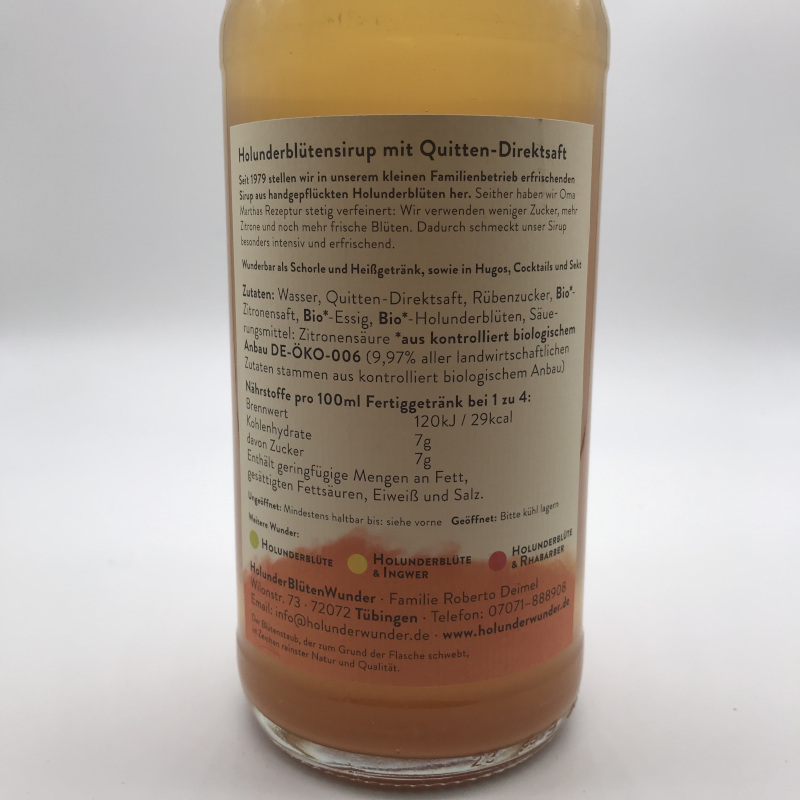 Holunderblütensirup mit Quitten-Direktsaft
Seit 1979 stellen wir in unserem kleinen Familienbetrieb erfrischenden
Sirup aus handgepflückten Holunderblüten her. Seither haben wir Oma
Marthas Rezeptur stetig verfeinert: Wir verwenden weniger Zucker, mehr
Zitrone und noch mehr frische Blüten. Dadurch schmeckt unser Sirup
besonders intensiv und erfrischend.
Wunderbar als Schorle und Heißgetränk, sowie in Hugos, Cocktails und Sekt
Zutaten: Wasser, Quitten-Direktsaft, Rübenzucker, Bio*-
Zitronensaft, Bio*-Essig, Bio*-Holunderblüten, Säue-
rungsmittel: Zitronensäure *aus kontrolliert biologischem
Anbau DE-ÖKO-006 (9,97% aller landwirtschaftlichen
Zutaten stammen aus kontrolliert biologischem Anbau)
Nährstoffe pro 100ml Fertiggetränk bei 1 zu 4:
Brennwert 120kJ / 29kcal
Kohlenhydrate 7g
davon Zucker 7g
Enthält geringfügige Mengen an Fett,
gesättigten Fettsäuren, Eiweiß und Salz.
Ungeöffnet: Mindestens haltbar bis: siehe vorne Geöffnet: Bitte kühl lagern
Weitere Wunder:
Holunderblüte
Holunderblüte
& Ingwer
Holunderblüte
& Rhabarber
HolunderBlütenWunder · Familie Roberto Deimel
Wilonstr. 73 · 72072 Tübingen · Telefon: 07071-888908
Email: info@holunderwunder.de · www.holunderwunder.de
Der Blütenstaub, der zum Grund der Flasche schwebt,
ist Zeichen reinster Natur und Qualität.